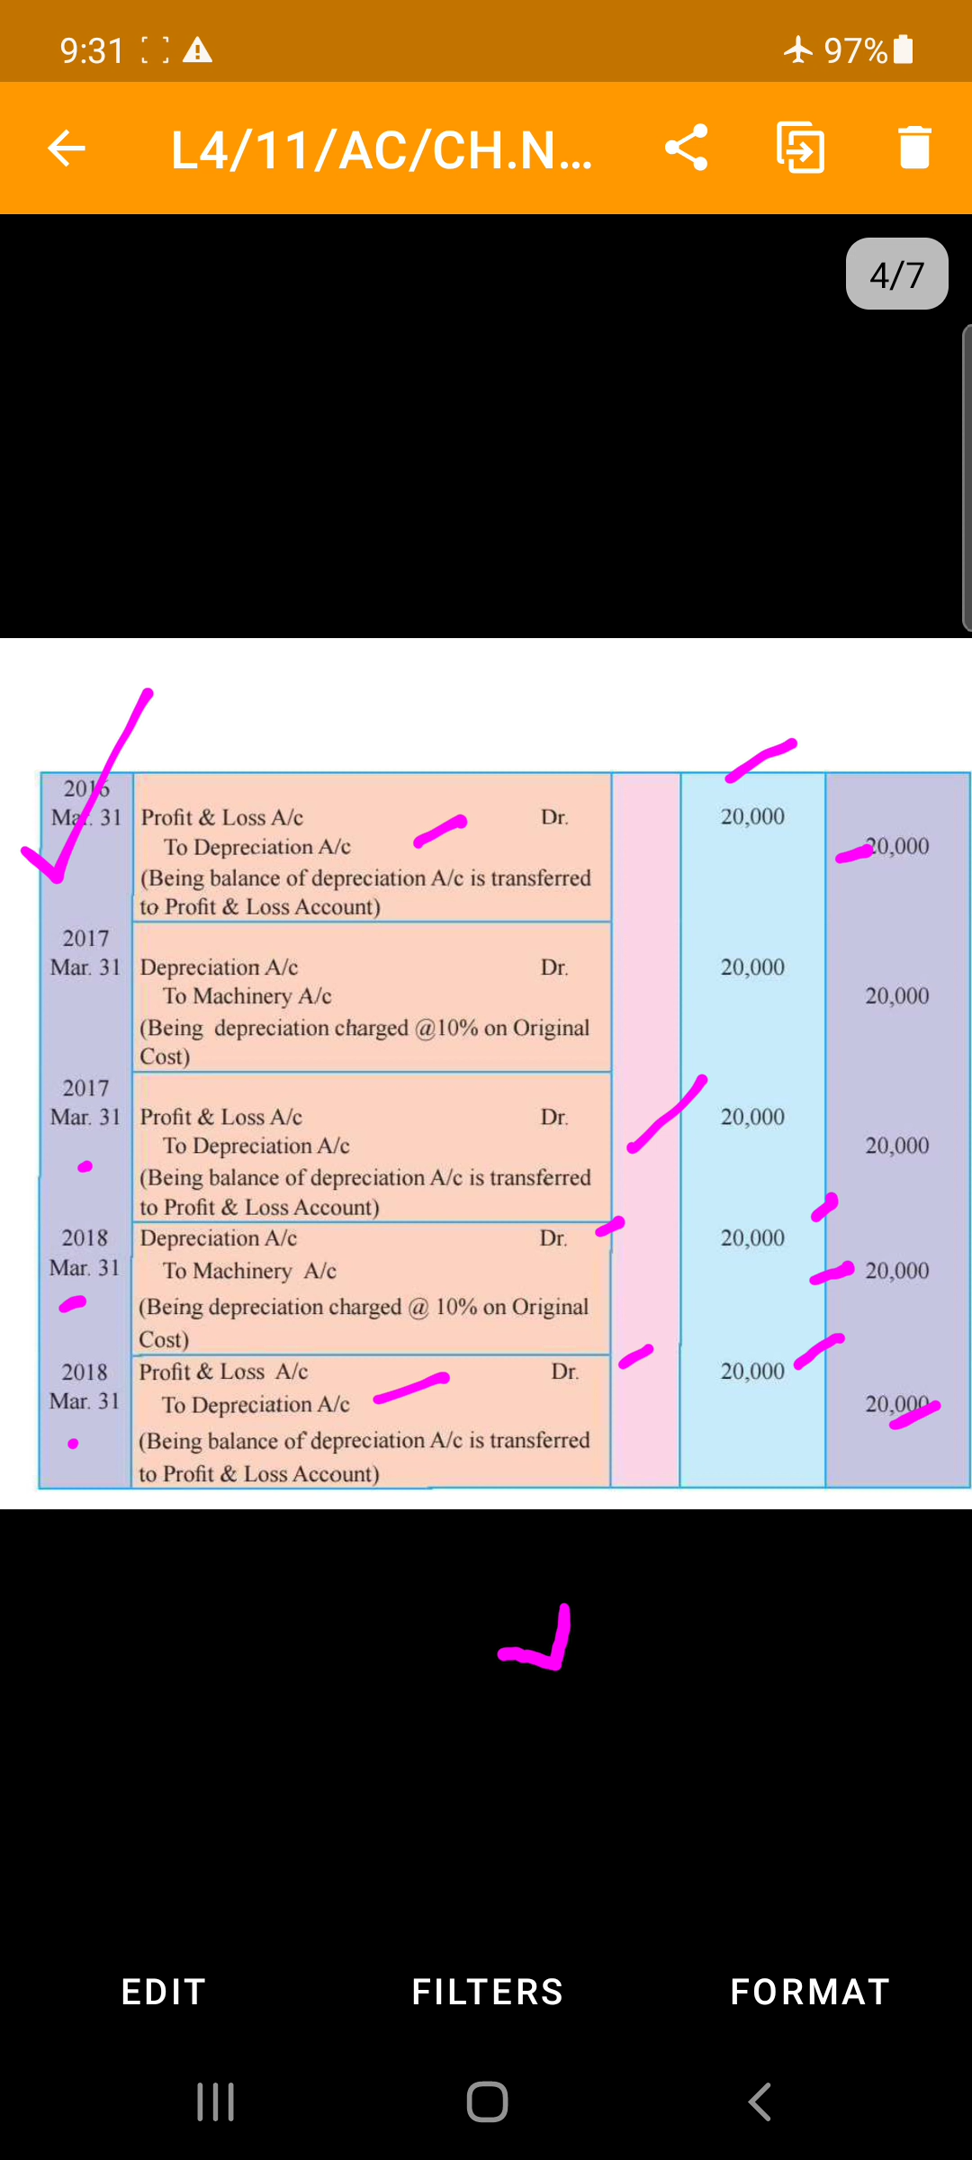 9:31
97%
L4/11/AC/CH.N...
4/7
2016
Mar. 31 Profit & Loss A/c Dr. 20,000
To Depreciation A/c 20,000
(Being balance of depreciation A/c is transferred
to Profit & Loss Account)
2017
Mar. 31 Depreciation A/c Dr. 20,000
To Machinery A/c 20,000
(Being depreciation charged @10% on Original
Cost)
2017
Mar. 31 Profit & Loss A/c Dr. 20,000
To Depreciation A/c 20,000
(Being balance of depreciation A/c is transferred
to Profit & Loss Account)
2018 Depreciation A/c Dr. 20,000
Mar. 31 To Machinery A/c 20,000
(Being depreciation charged @ 10% on Original
Cost)
2018 Profit & Loss A/c Dr. 20,000
Mar. 31 To Depreciation A/c 20,000
(Being balance of depreciation A/c is transferred
to Profit & Loss Account)
EDIT FILTERS FORMAT